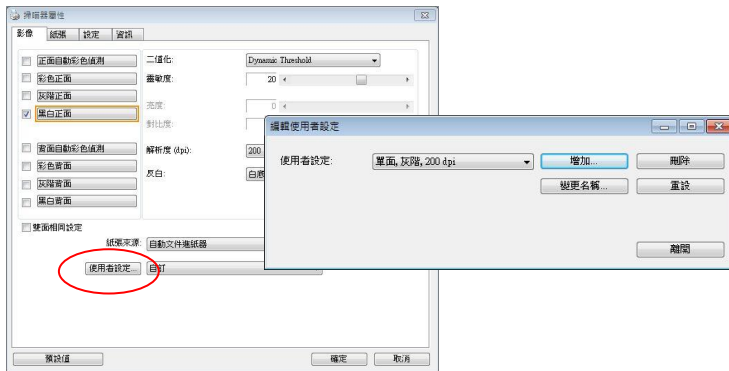 掃瞄器屬性
影像 紙張 設定 資訊
正面自動彩色偵測
彩色正面
灰階正面
黑白正面
背面自動彩色偵測
彩色背面
灰階背面
黑白背面
二值化: Dynamic Threshold
靈敏度: 20
亮度: 0
對比度:
解析度 (dpi): 200
反白: 白底
雙面相同設定
紙張來源: 自動文件進紙器
使用者設定... 自訂
預設值 確定 取消
編輯使用者設定
使用者設定: 單面, 灰階, 200 dpi 增加... 刪除
變更名稱... 重設
離開